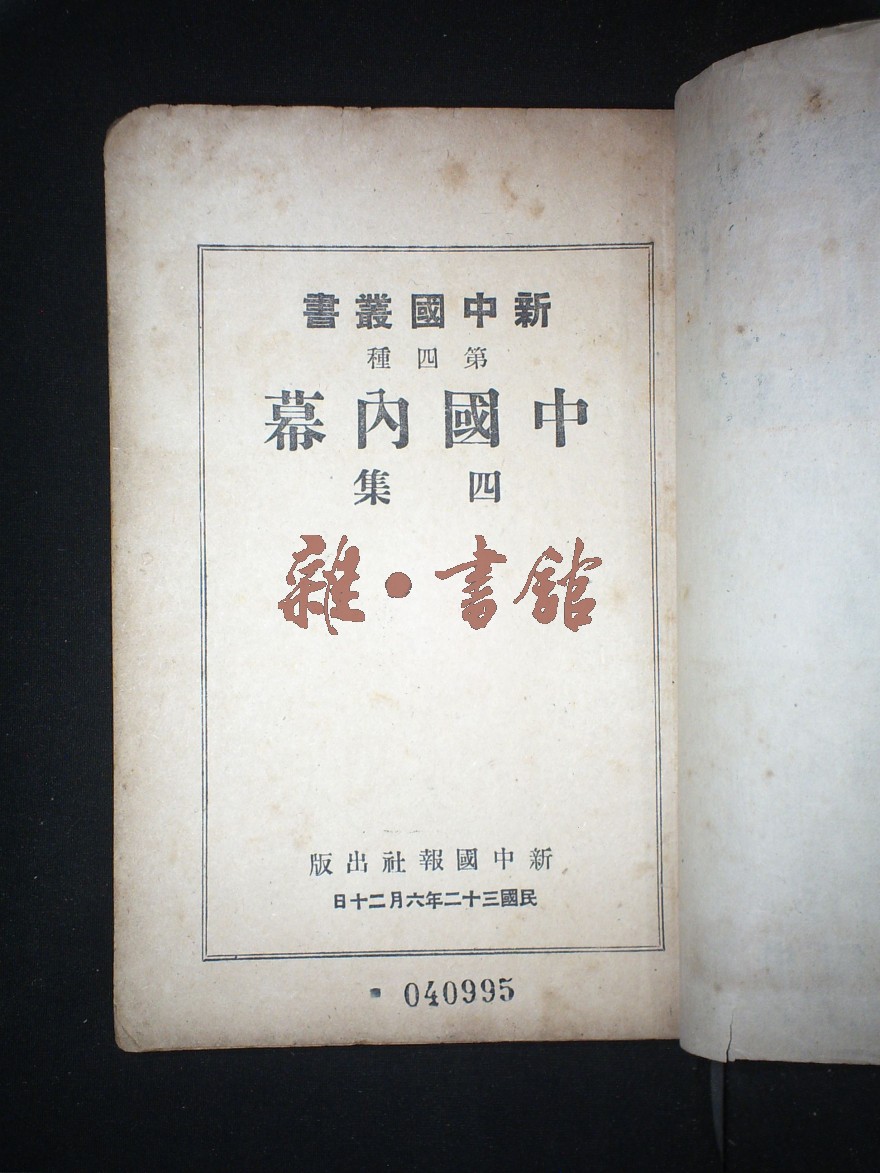 新中國叢書
第四種
中國內幕
四集
雜·書館
新中國報社出版
民國三十二年六月二十日
040995